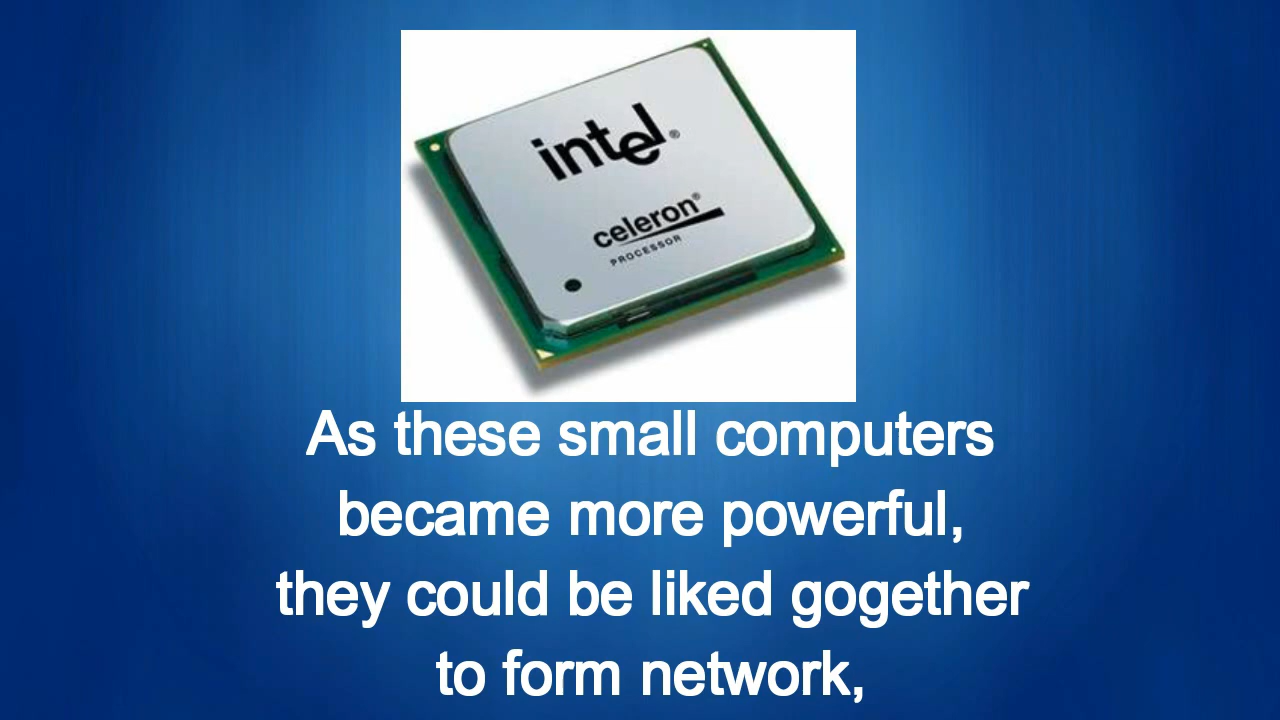 intel®
celeron®
PROCESSOR
As these small computers
became more powerful,
they could be liked gogether
to form network,